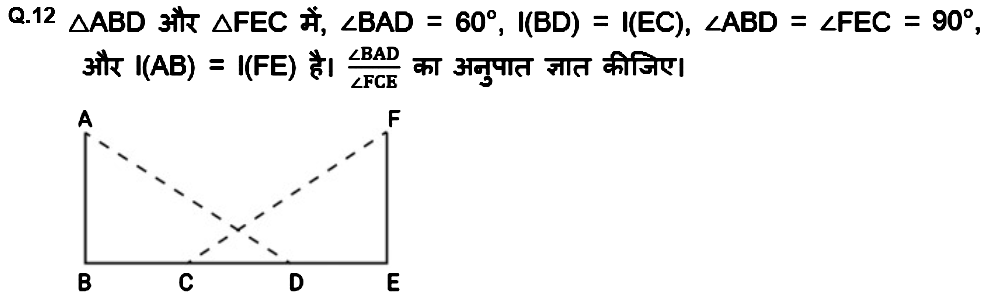 Q.12 △ABD और △FEC में, ∠BAD = 60°, l(BD) = l(EC), ∠ABD = ∠FEC = 90°,
और l(AB) = l(FE) है। ∠BAD/∠FCE का अनुपात ज्ञात कीजिए।
A F
B C D E